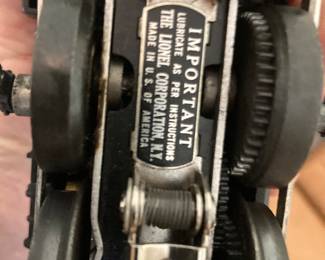 IMPORTANT
LUBRICATE AS PER INSTRUCTIONS
THE LIONEL CORPORATION, N.Y.
MADE IN U.S. OF AMERICA